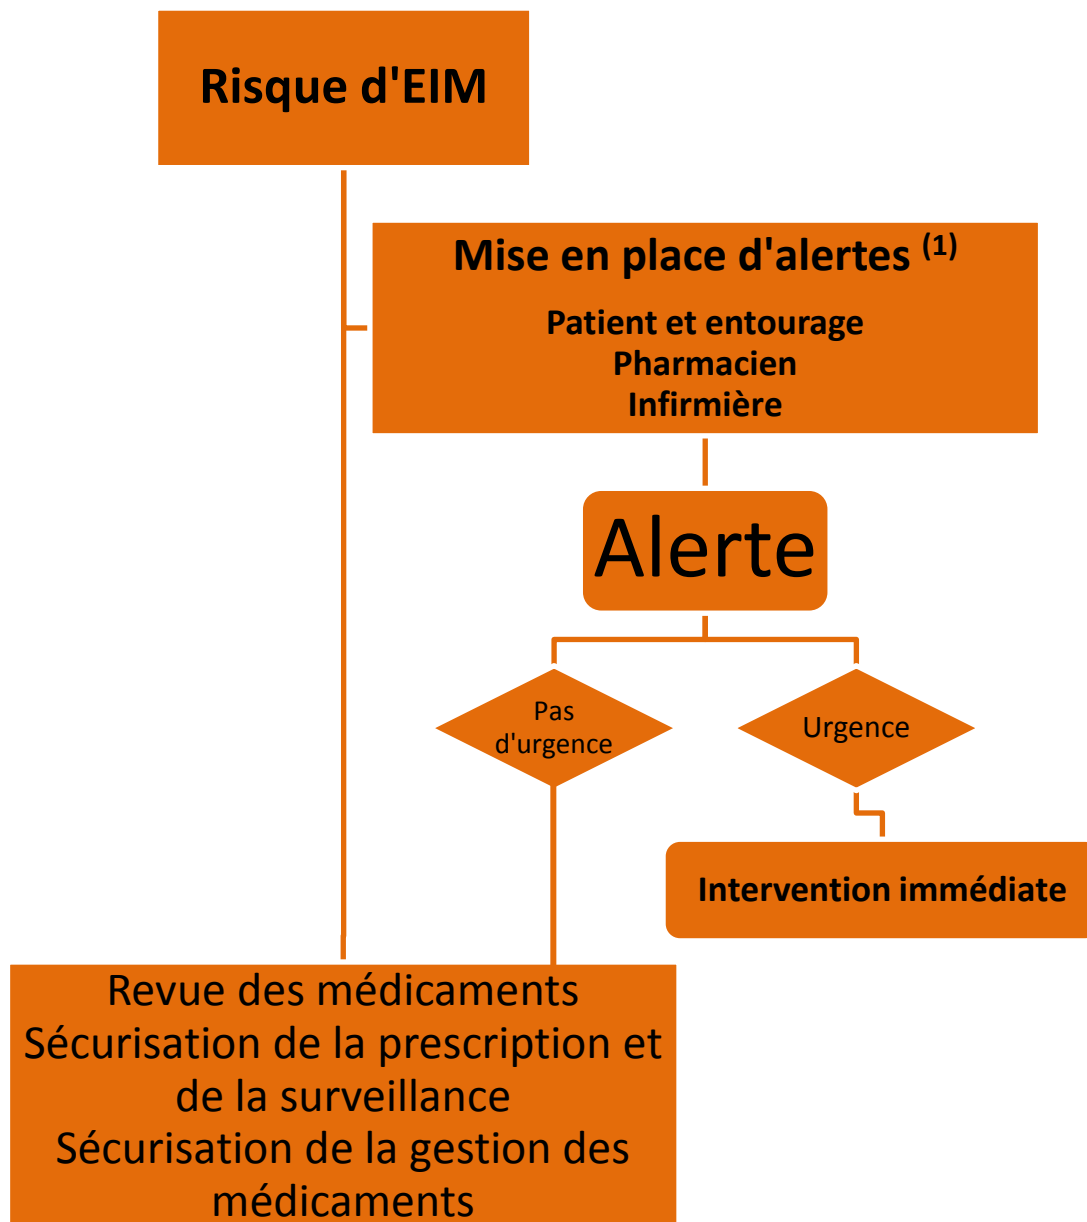 Risque d'EIM
Mise en place d'alertes (1)
Patient et entourage
Pharmacien
Infirmière
Alerte
Pas
d'urgence
Urgence
Intervention immédiate
Revue des médicaments
Sécurisation de la prescription et
de la surveillance
Sécurisation de la gestion des
médicaments